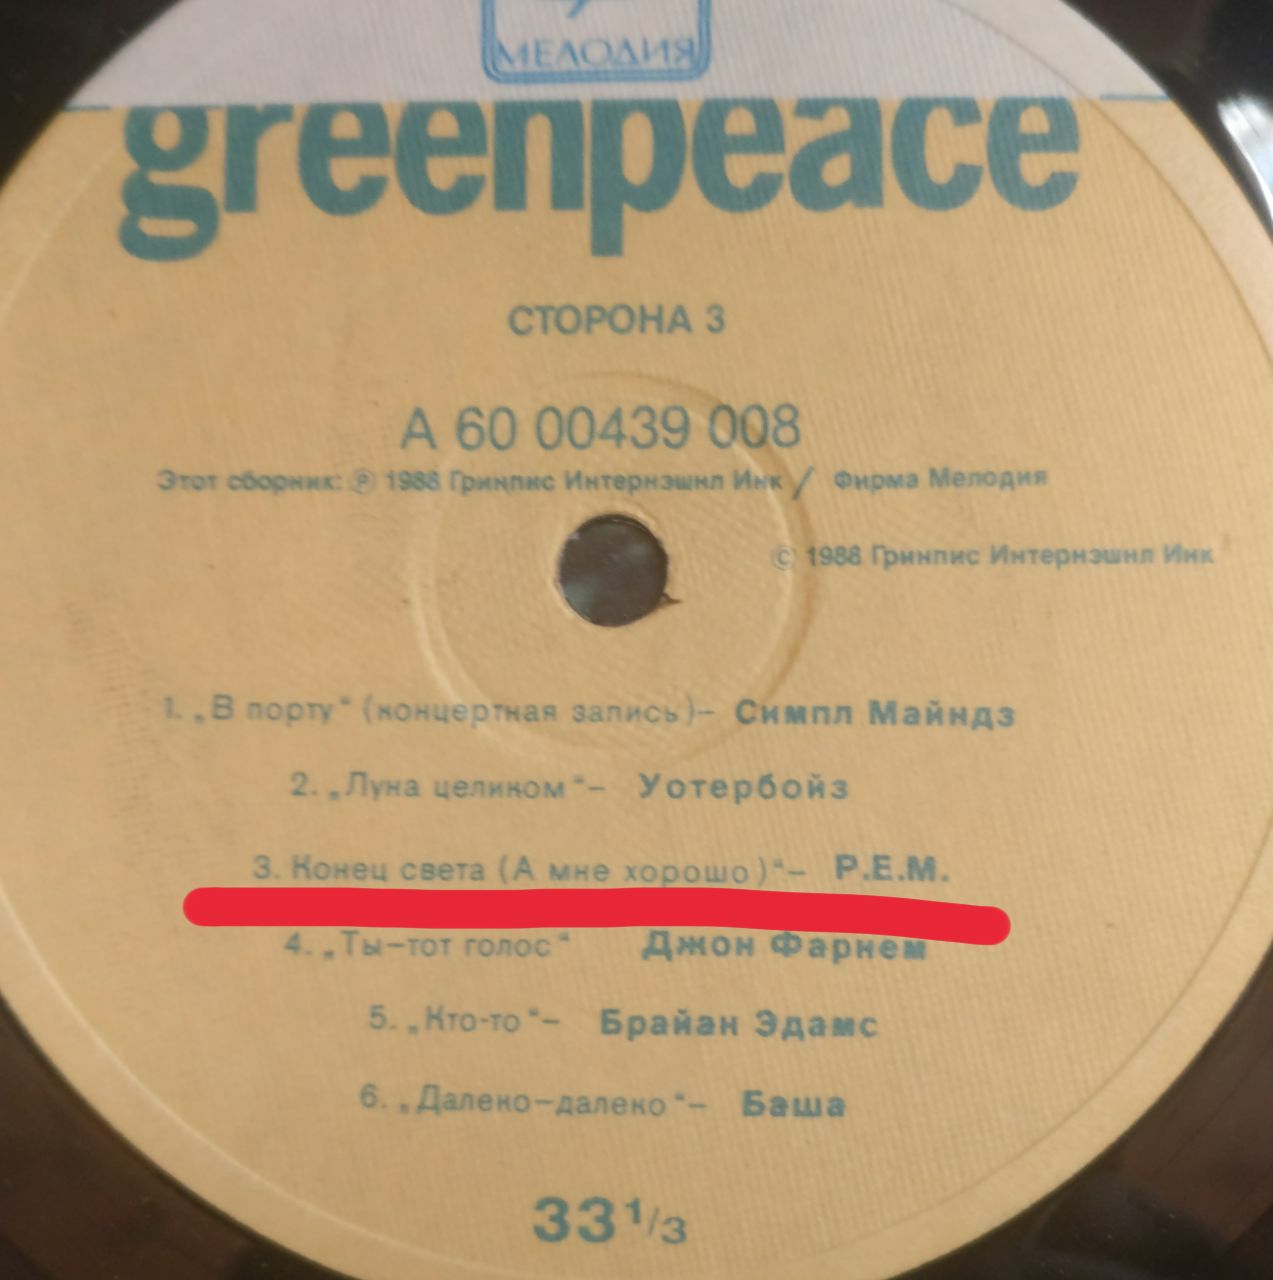 МЕЛОДИЯ
greenpeace
СТОРОНА 3
А 60 00439 008
Этот сборник: Ⓟ 1988 Гринпис Интернэшнл Инк / Фирма Мелодия
© 1988 Гринпис Интернэшнл Инк
1. „В порту“ (концертная запись)– Симпл Майндз
2. „Луна целиком“– Уотербойз
3. Конец света (А мне хорошо)“– Р.Е.М.
4. „Ты–тот голос“ Джон Фарнем
5. „Кто-то“– Брайан Эдамс
6. „Далеко–далеко“– Баша
33 1/3